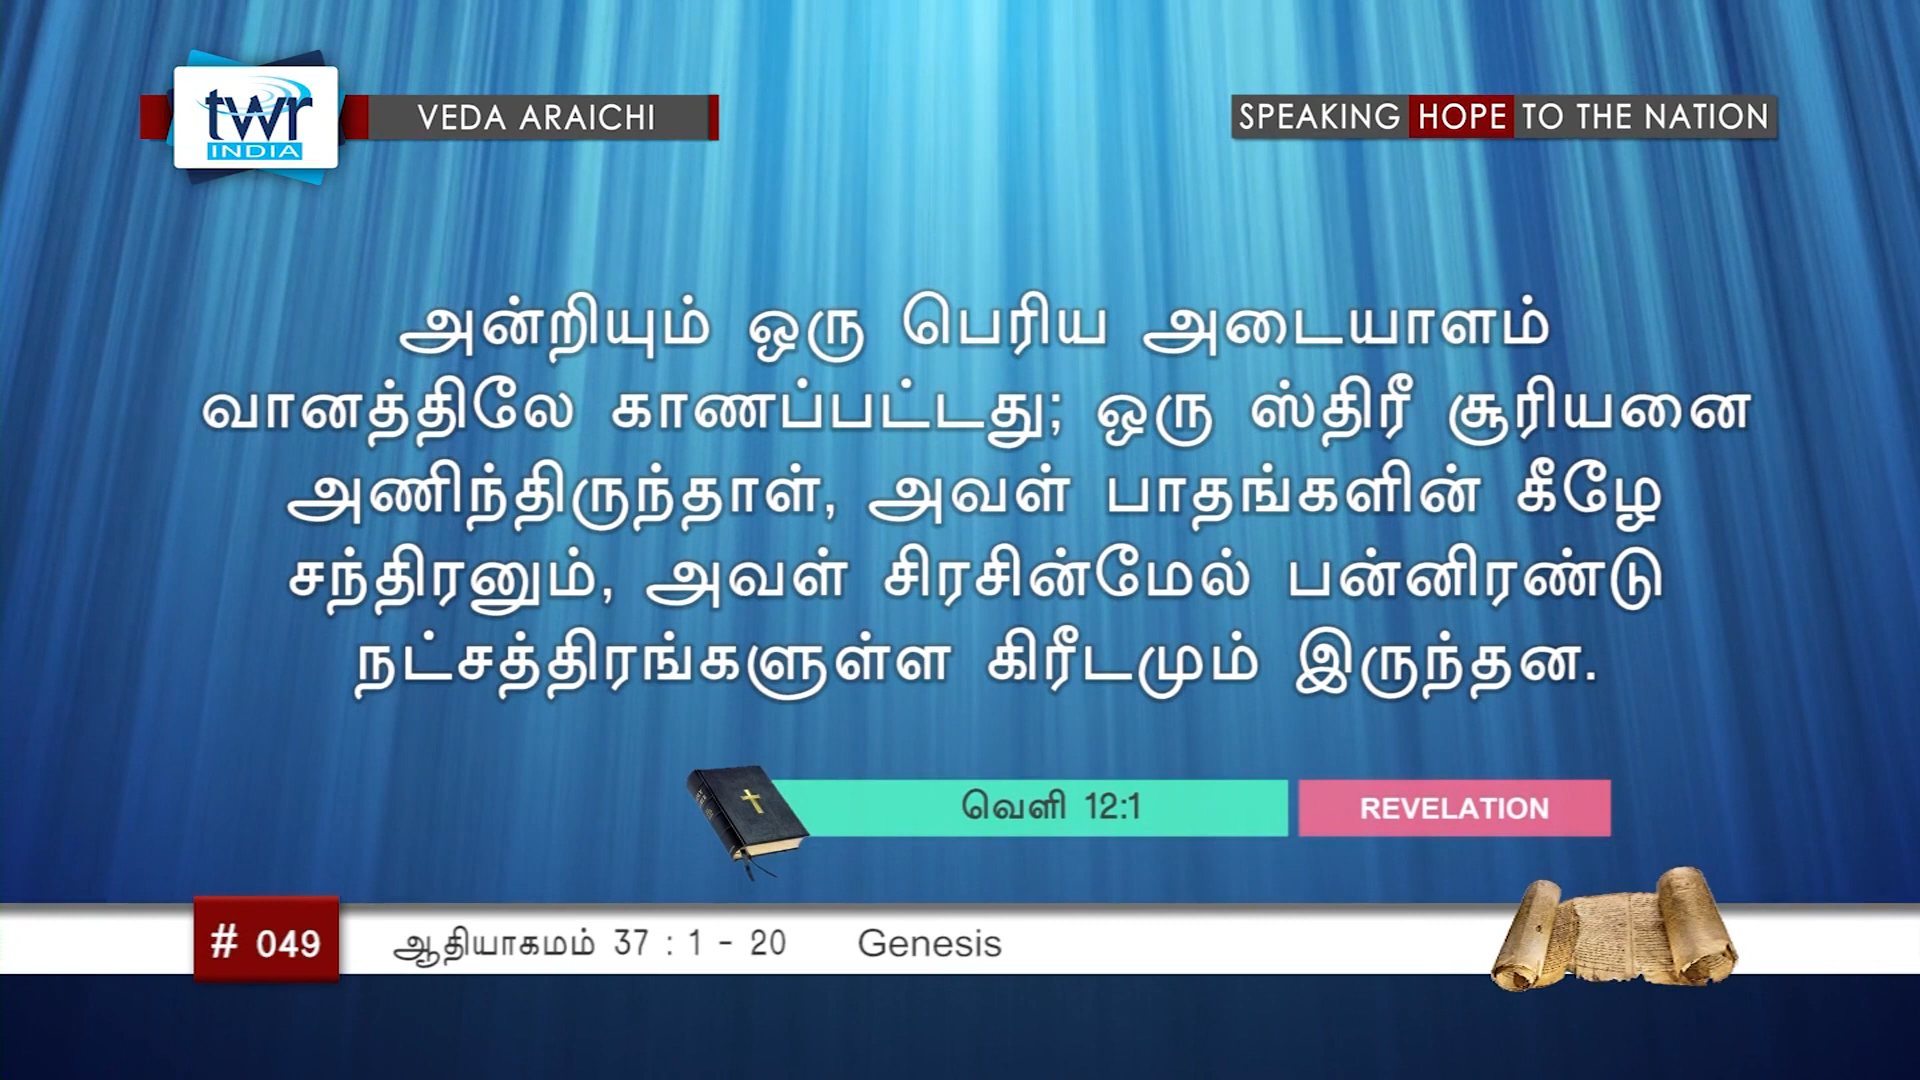 twr
INDIA
VEDA ARAICHI
SPEAKING HOPE TO THE NATION
அன்றியும் ஒரு பெரிய அடையாளம்
வானத்திலே காணப்பட்டது; ஒரு ஸ்திரீ சூரியனை
அணிந்திருந்தாள், அவள் பாதங்களின் கீழே
சந்திரனும், அவள் சிரசின்மேல் பன்னிரண்டு
நட்சத்திரங்களுள்ள கிரீடமும் இருந்தன.
வெளி 12:1
REVELATION
# 049
ஆதியாகமம் 37 : 1 - 20 Genesis